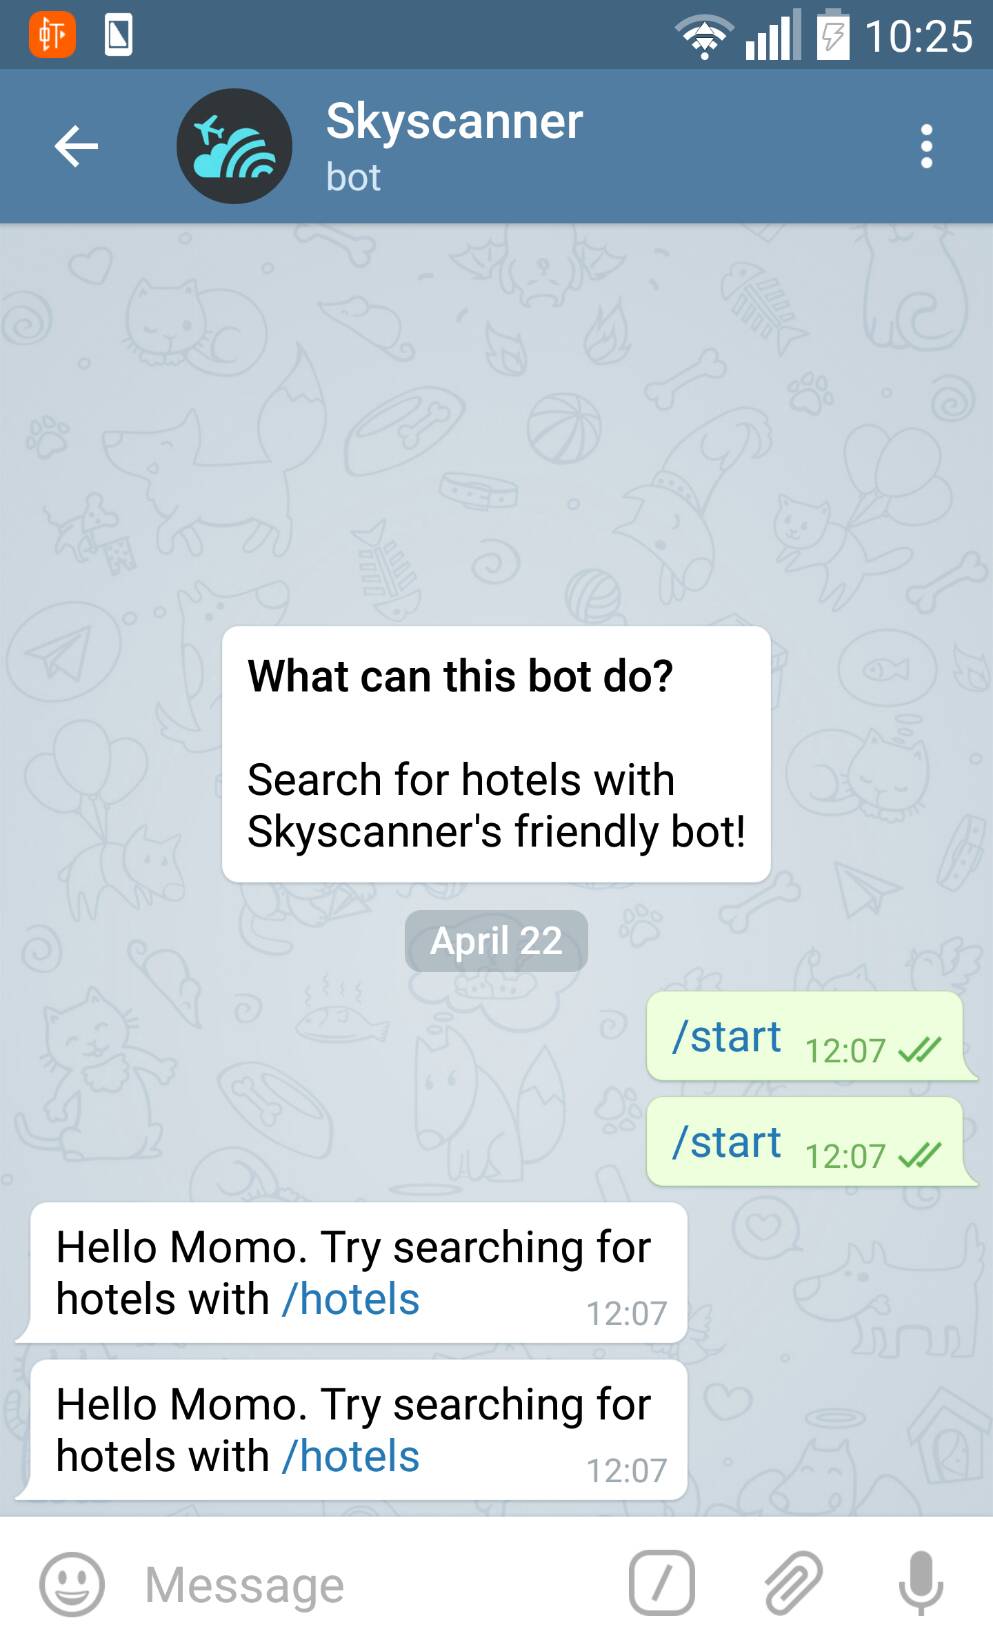 10:25
Skyscanner
bot
What can this bot do?
Search for hotels with
Skyscanner's friendly bot!
April 22
/start 12:07
/start 12:07
Hello Momo. Try searching for
hotels with /hotels 12:07
Hello Momo. Try searching for
hotels with /hotels 12:07
Message